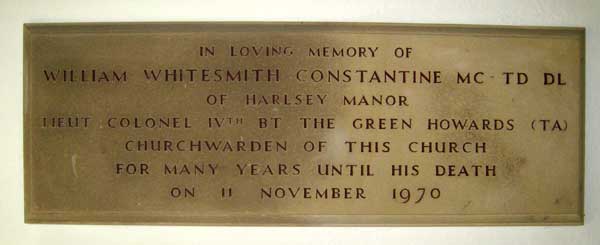 IN LOVING MEMORY OF
WILLIAM WHITESMITH CONSTANTINE MC · TD DL
OF HARLSEY MANOR
LIEUT COLONEL IVTH BT THE GREEN HOWARDS (TA)
CHURCHWARDEN OF THIS CHURCH
FOR MANY YEARS UNTIL HIS DEATH
ON 11 NOVEMBER 1970